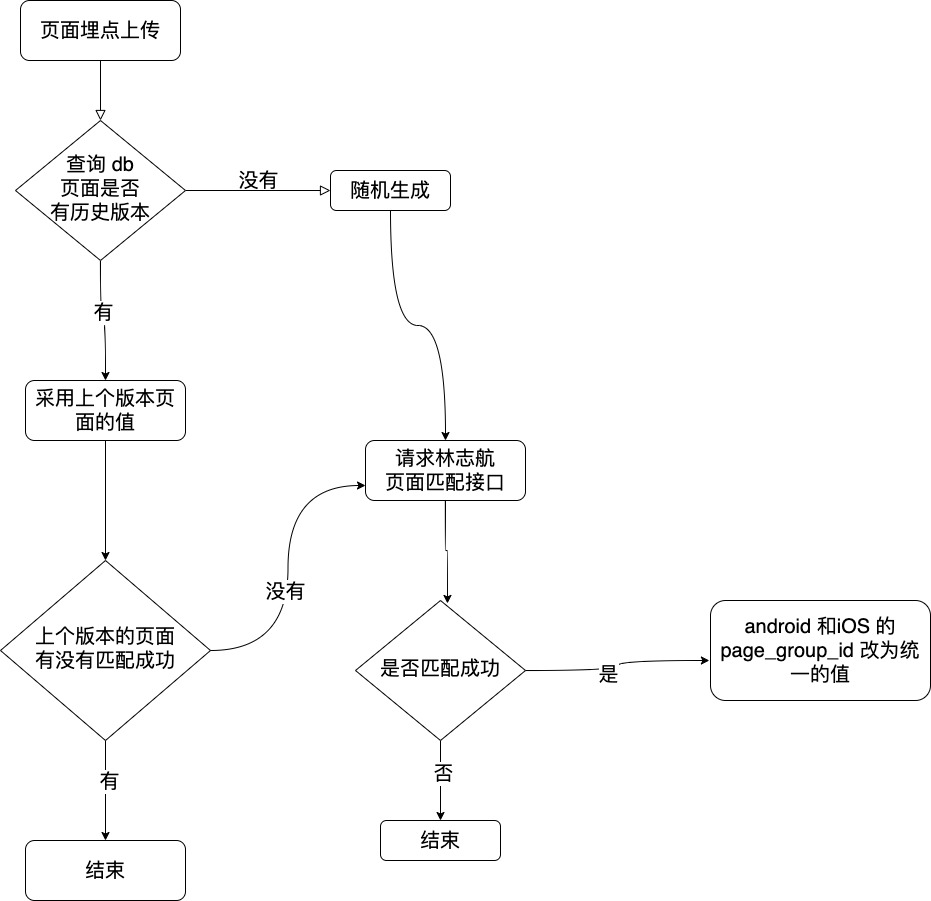 页面埋点上传
查询 db
页面是否
有历史版本
没有
随机生成
有
采用上个版本页
面的值
请求林志航
页面匹配接口
没有
上个版本的页面
有没有匹配成功
是否匹配成功
是
android 和iOS 的
page_group_id 改为统
一的值
有
否
结束
结束